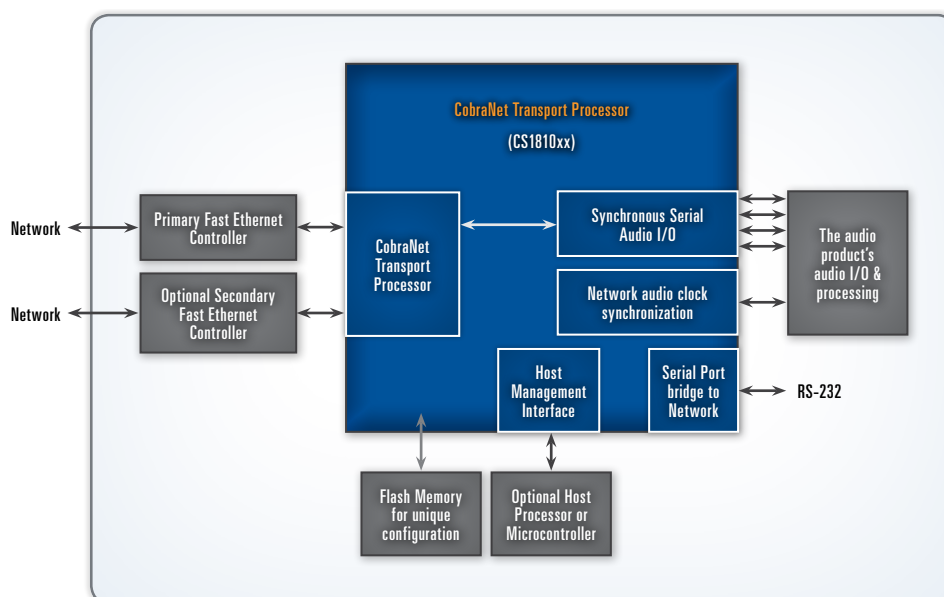 CobraNet Transport Processor
(CS1810xx)
Network
Primary Fast Ethernet
Controller
CobraNet
Transport
Processor
Synchronous Serial
Audio I/O
The audio
product's
audio I/O &
processing
Network
Optional Secondary
Fast Ethernet
Controller
Network audio clock
synchronization
Host
Management
Interface
Serial Port
bridge to
Network
RS-232
Flash Memory
for unique
configuration
Optional Host
Processor or
Microcontroller